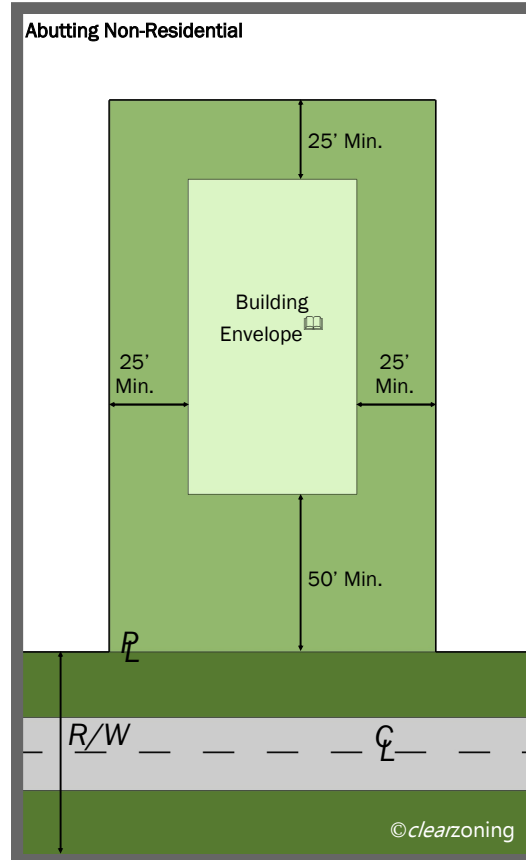 Abutting Non-Residential
25' Min.
Building
Envelope
25'
Min.
25'
Min.
50' Min.
PL
R/W
CL
©clearzoning